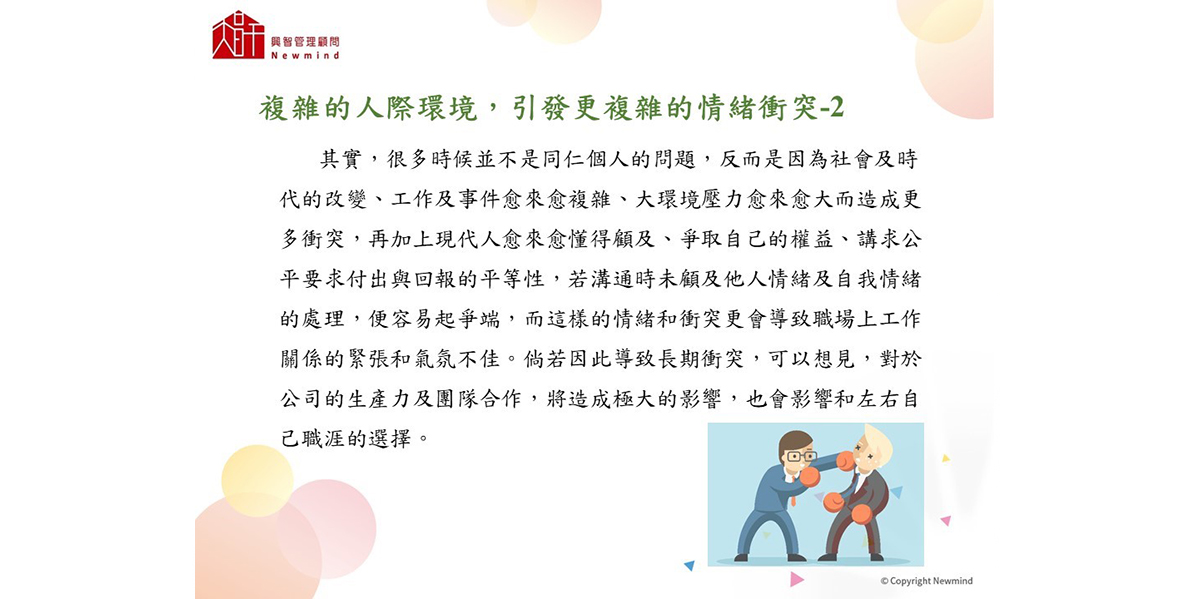 興智管理顧問
Newmind
複雜的人際環境，引發更複雜的情緒衝突-2
其實，很多時候並不是同仁個人的問題，反而是因為社會及時
代的改變、工作及事件愈來愈複雜、大環境壓力愈來愈大而造成更
多衝突，再加上現代人愈來愈懂得顧及、爭取自己的權益、講求公
平要求付出與回報的平等性，若溝通時未顧及他人情緒及自我情緒
的處理，便容易起爭端，而這樣的情緒和衝突更會導致職場上工作
關係的緊張和氣氛不佳。倘若因此導致長期衝突，可以想見，對於
公司的生產力及團隊合作，將造成極大的影響，也會影響和左右自
己職涯的選擇。
© Copyright Newmind